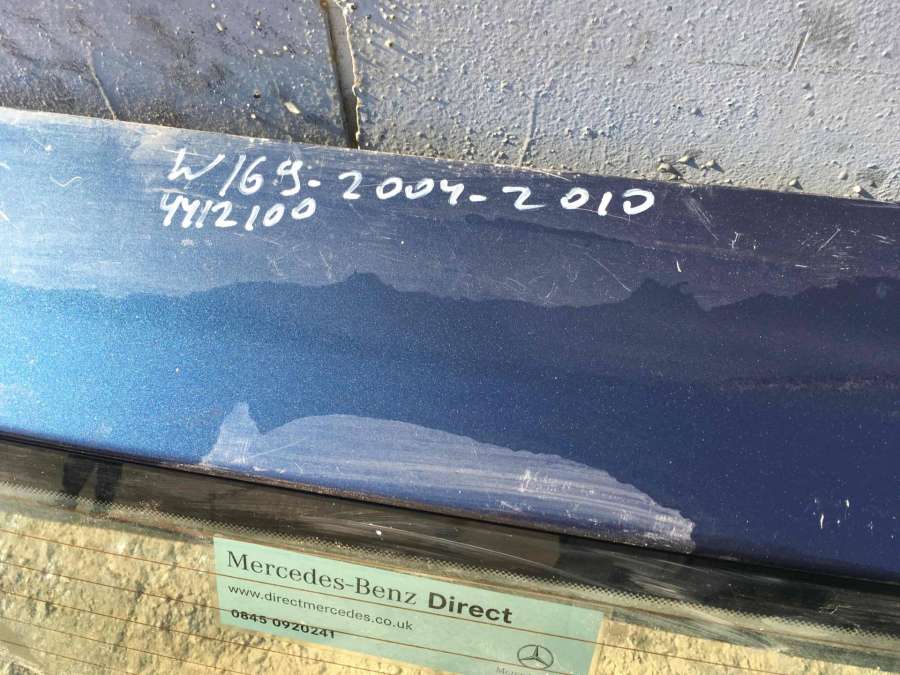 W169-2004-2010
4412100
Mercedes-Benz Direct
www.directmercedes.co.uk
0845 0920241